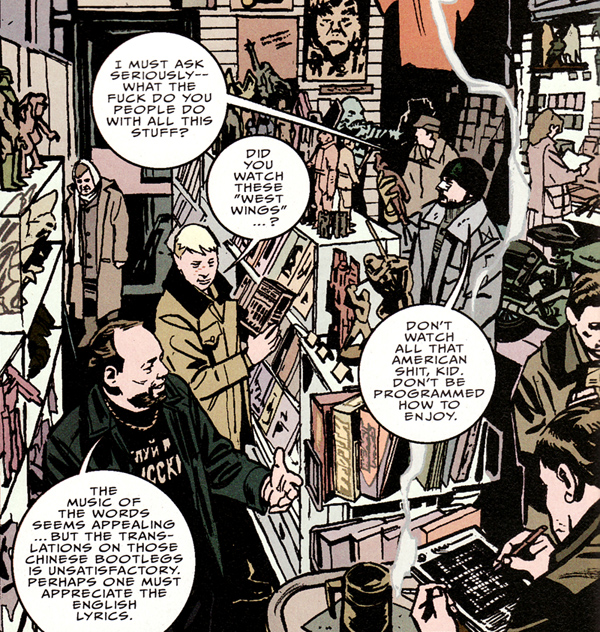 I MUST ASK
SERIOUSLY--
WHAT THE
FUCK DO YOU
PEOPLE DO
WITH ALL THIS
STUFF?
DID
YOU
WATCH
THESE
"WEST
WINGS"
...?
DON'T
WATCH
ALL THAT
AMERICAN
SHIT, KID.
DON'T BE
PROGRAMMED
HOW TO
ENJOY.
ЛУЙ
УССКИ
THE
MUSIC OF
THE WORDS
SEEMS APPEALING
...BUT THE TRANS-
LATIONS ON THOSE
CHINESE BOOTLEGS
IS UNSATISFACTORY.
PERHAPS ONE MUST
APPRECIATE THE
ENGLISH
LYRICS.